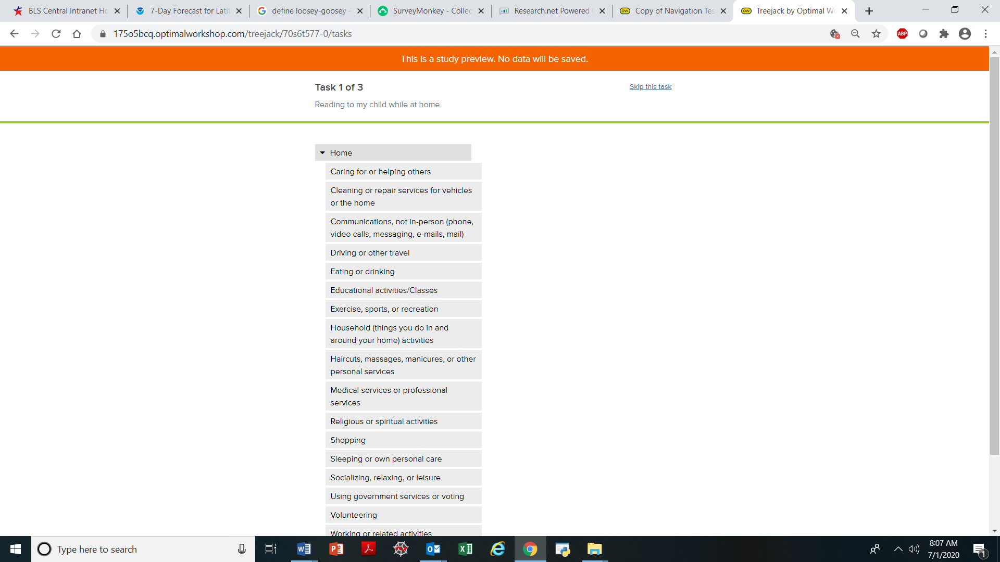 BLS Central Intranet Ho
7-Day Forecast for Latit
define loosey-goosey -
SurveyMonkey - Collec
Research.net Powered
Copy of Navigation Tes
Treejack by Optimal Wo
175o5bcq.optimalworkshop.com/treejack/70s6t577-0/tasks
ABP
This is a study preview. No data will be saved.
Task 1 of 3
Skip this task
Reading to my child while at home
Home
Caring for or helping others
Cleaning or repair services for vehicles
or the home
Communications, not in-person (phone,
video calls, messaging, e-mails, mail)
Driving or other travel
Eating or drinking
Educational activities/Classes
Exercise, sports, or recreation
Household (things you do in and
around your home) activities
Haircuts, massages, manicures, or other
personal services
Medical services or professional
services
Religious or spiritual activities
Shopping
Sleeping or own personal care
Socializing, relaxing, or leisure
Using government services or voting
Volunteering
Working or related activities
Type here to search
8:07 AM
7/1/2020
1